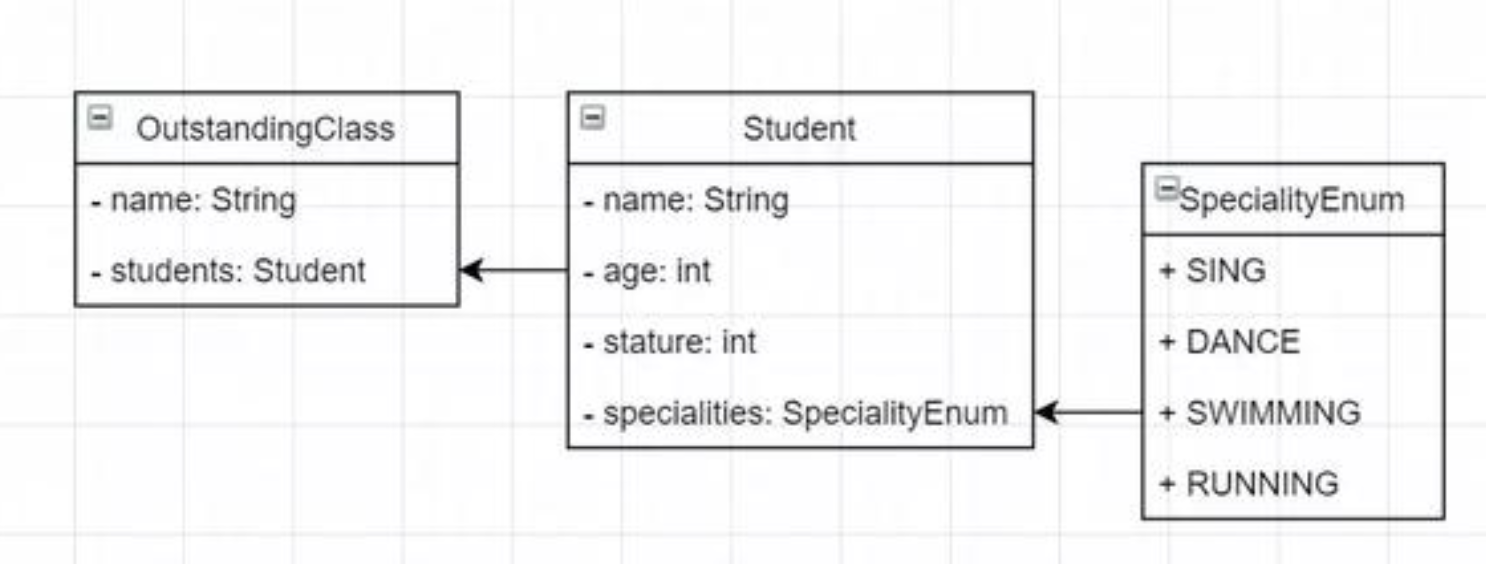 OutstandingClass
- name: String
- students: Student
Student
- name: String
- age: int
- stature: int
- specialities: SpecialityEnum
SpecialityEnum
+ SING
+ DANCE
+ SWIMMING
+ RUNNING